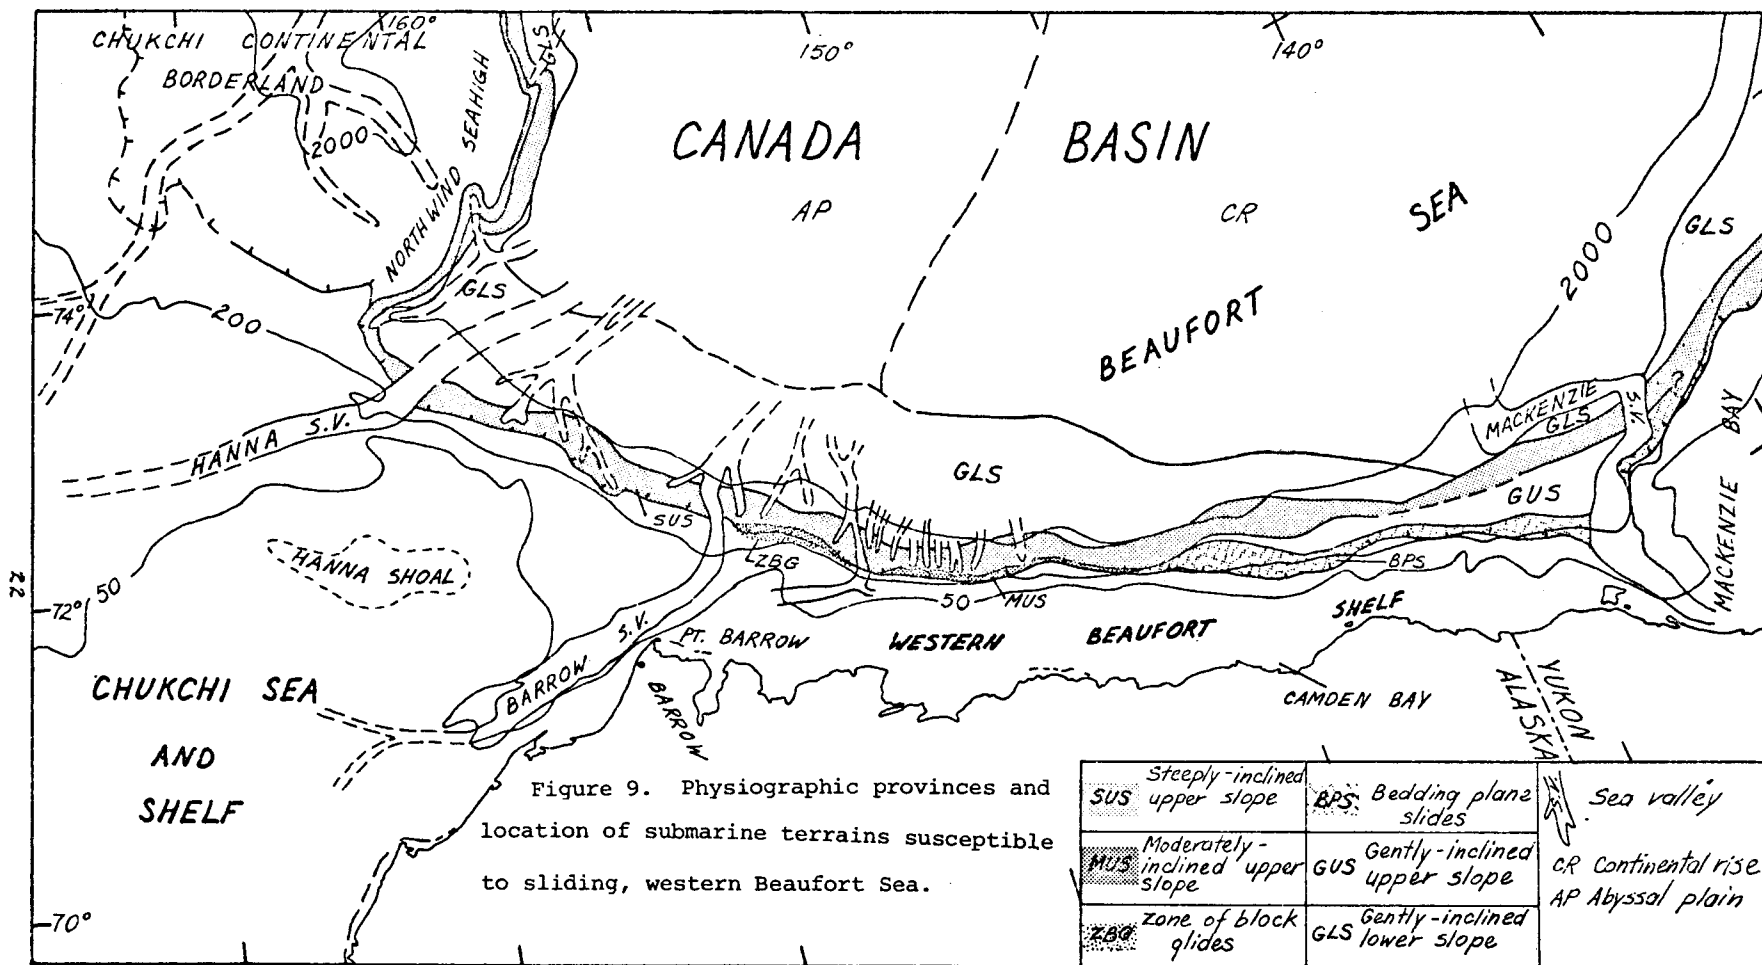 160°
CHUKCHI CONTINENTAL
BORDERLAND
2000
NORTHWIND SEAHIGH
GLS
150°
140°
CANADA BASIN
AP
CR
SEA
BEAUFORT
2000
GLS
74°
200
GLS
HANNA S.V.
SUS
ZBG
GLS
MACKENZIE
S.V.
GLS
?
GUS
BPS
MACKENZIE BAY
HANNA SHOAL
50
72°
22
50
MUS
BARROW S.V.
PT. BARROW
BARROW
WESTERN BEAUFORT SHELF
CAMDEN BAY
YUKON
ALASKA
CHUKCHI SEA
AND
SHELF
70°
Figure 9. Physiographic provinces and
location of submarine terrains susceptible
to sliding, western Beaufort Sea.
SUS Steeply-inclined
upper slope
MUS Moderately-
inclined upper
slope
ZBG Zone of block
glides
BPS Bedding plane
slides
GUS Gently-inclined
upper slope
GLS Gently-inclined
lower slope
S.V. Sea valley
CR Continental rise
AP Abyssal plain